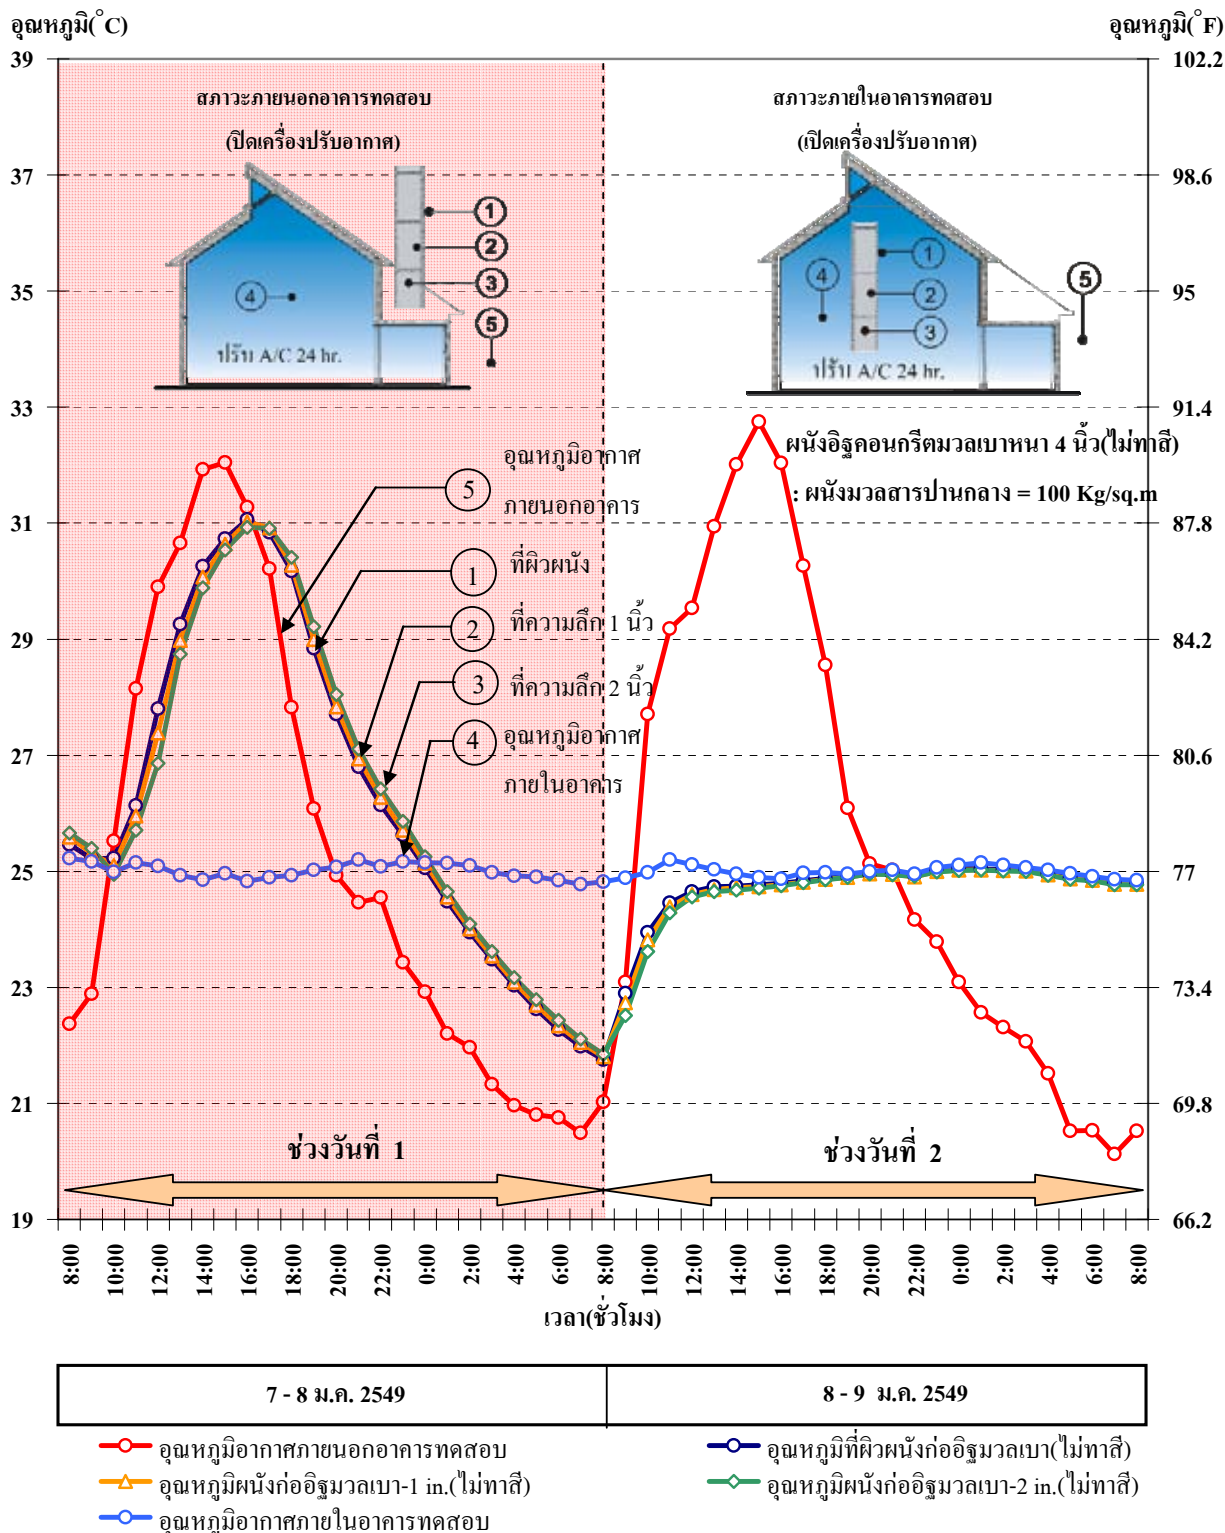 อุณหภูมิ(°C)
อุณหภูมิ(°F)
39
37
35
33
31
29
27
25
23
21
19
102.2
98.6
95
91.4
87.8
84.2
80.6
77
73.4
69.8
66.2
สภาวะภายนอกอาคารทดสอบ
(ปิดเครื่องปรับอากาศ)
1
2
3
4
5
ปรับ A/C 24 hr.
สภาวะภายในอาคารทดสอบ
(เปิดเครื่องปรับอากาศ)
1
2
3
4
5
ปรับ A/C 24 hr.
ผนังอิฐคอนกรีตมวลเบาหนา 4 นิ้ว(ไม่ทาสี)
: ผนังมวลสารปานกลาง = 100 Kg/sq.m
5 อุณหภูมิอากาศ
ภายนอกอาคาร
1 ที่ผิวผนัง
2 ที่ความลึก 1 นิ้ว
3 ที่ความลึก 2 นิ้ว
4 อุณหภูมิอากาศ
ภายในอาคาร
ช่วงวันที่ 1
ช่วงวันที่ 2
8:00 10:00 12:00 14:00 16:00 18:00 20:00 22:00 0:00 2:00 4:00 6:00 8:00 10:00 12:00 14:00 16:00 18:00 20:00 22:00 0:00 2:00 4:00 6:00 8:00
เวลา(ชั่วโมง)
7 - 8 ม.ค. 2549
8 - 9 ม.ค. 2549
อุณหภูมิอากาศภายนอกอาคารทดสอบ
อุณหภูมิที่ผิวผนังก่ออิฐมวลเบา(ไม่ทาสี)
อุณหภูมิผนังก่ออิฐมวลเบา-1 in.(ไม่ทาสี)
อุณหภูมิผนังก่ออิฐมวลเบา-2 in.(ไม่ทาสี)
อุณหภูมิอากาศภายในอาคารทดสอบ